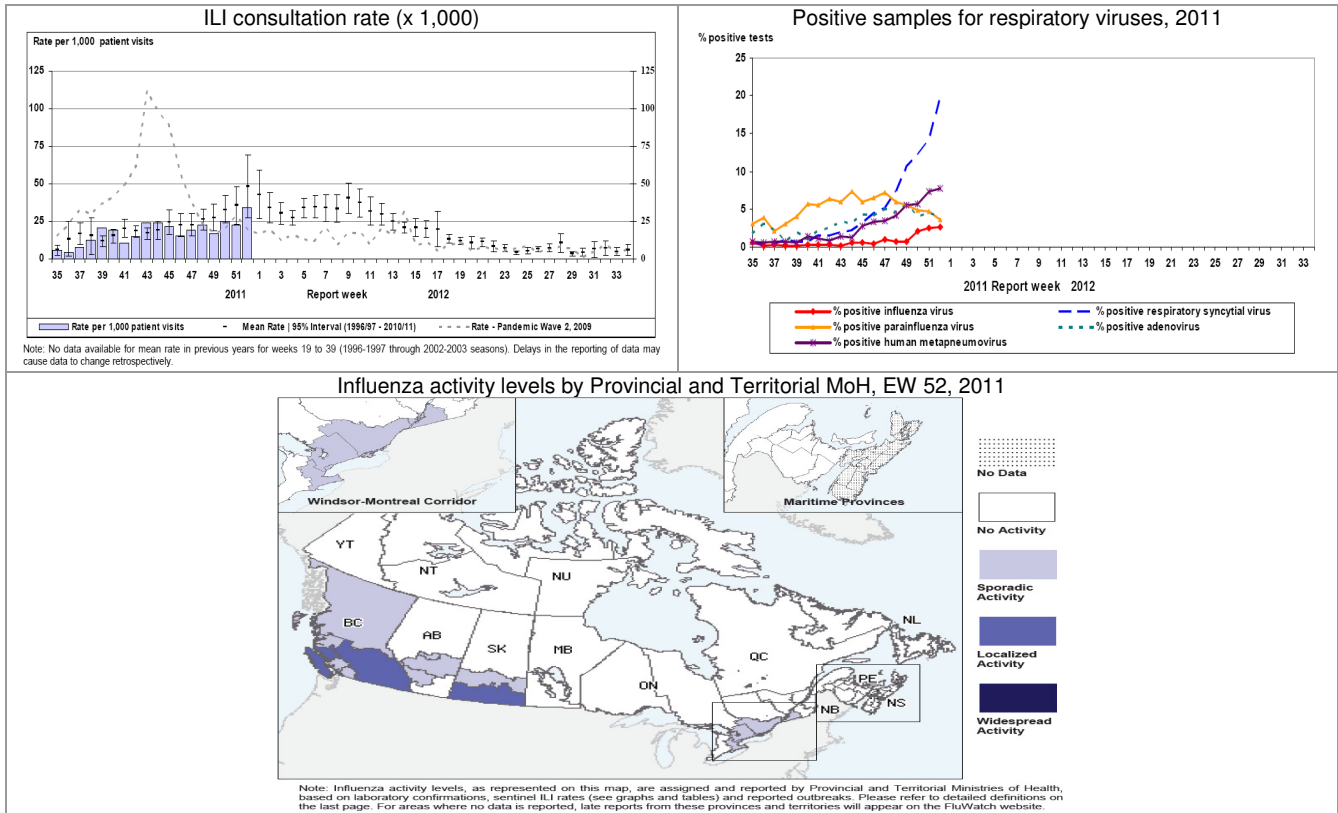 ILI consultation rate (x 1,000)
Rate per 1,000 patient visits
125 125
100 100
75 75
50 50
25 25
0 0
35 37 39 41 43 45 47 49 51 1 3 5 7 9 11 13 15 17 19 21 23 25 27 29 31 33
2011 Report week 2012
Rate per 1,000 patient visits Mean Rate | 95% Interval (1996/97 - 2010/11) Rate - Pandemic Wave 2, 2009
Note: No data available for mean rate in previous years for weeks 19 to 39 (1996-1997 through 2002-2003 seasons). Delays in the reporting of data may
cause data to change retrospectively.
Positive samples for respiratory viruses, 2011
% positive tests
25
20
15
10
5
0
35 37 39 41 43 45 47 49 51 1 3 5 7 9 11 13 15 17 19 21 23 25 27 29 31 33
2011 Report week 2012
% positive influenza virus % positive respiratory syncytial virus
% positive parainfluenza virus % positive adenovirus
% positive human metapneumovirus
Influenza activity levels by Provincial and Territorial MoH, EW 52, 2011
Windsor-Montreal Corridor
Maritime Provinces
YT
NT
NU
BC
AB
SK
MB
ON
QC
NL
PE
NB
NS
No Data
No Activity
Sporadic
Activity
Localized
Activity
Widespread
Activity
Note: Influenza activity levels, as represented on this map, are assigned and reported by Provincial and Territorial Ministries of Health,
based on laboratory confirmations, sentinel ILI rates (see graphs and tables) and reported outbreaks. Please refer to detailed definitions on
the last page. For areas where no data is reported, late reports from these provinces and territories will appear on the FluWatch website.